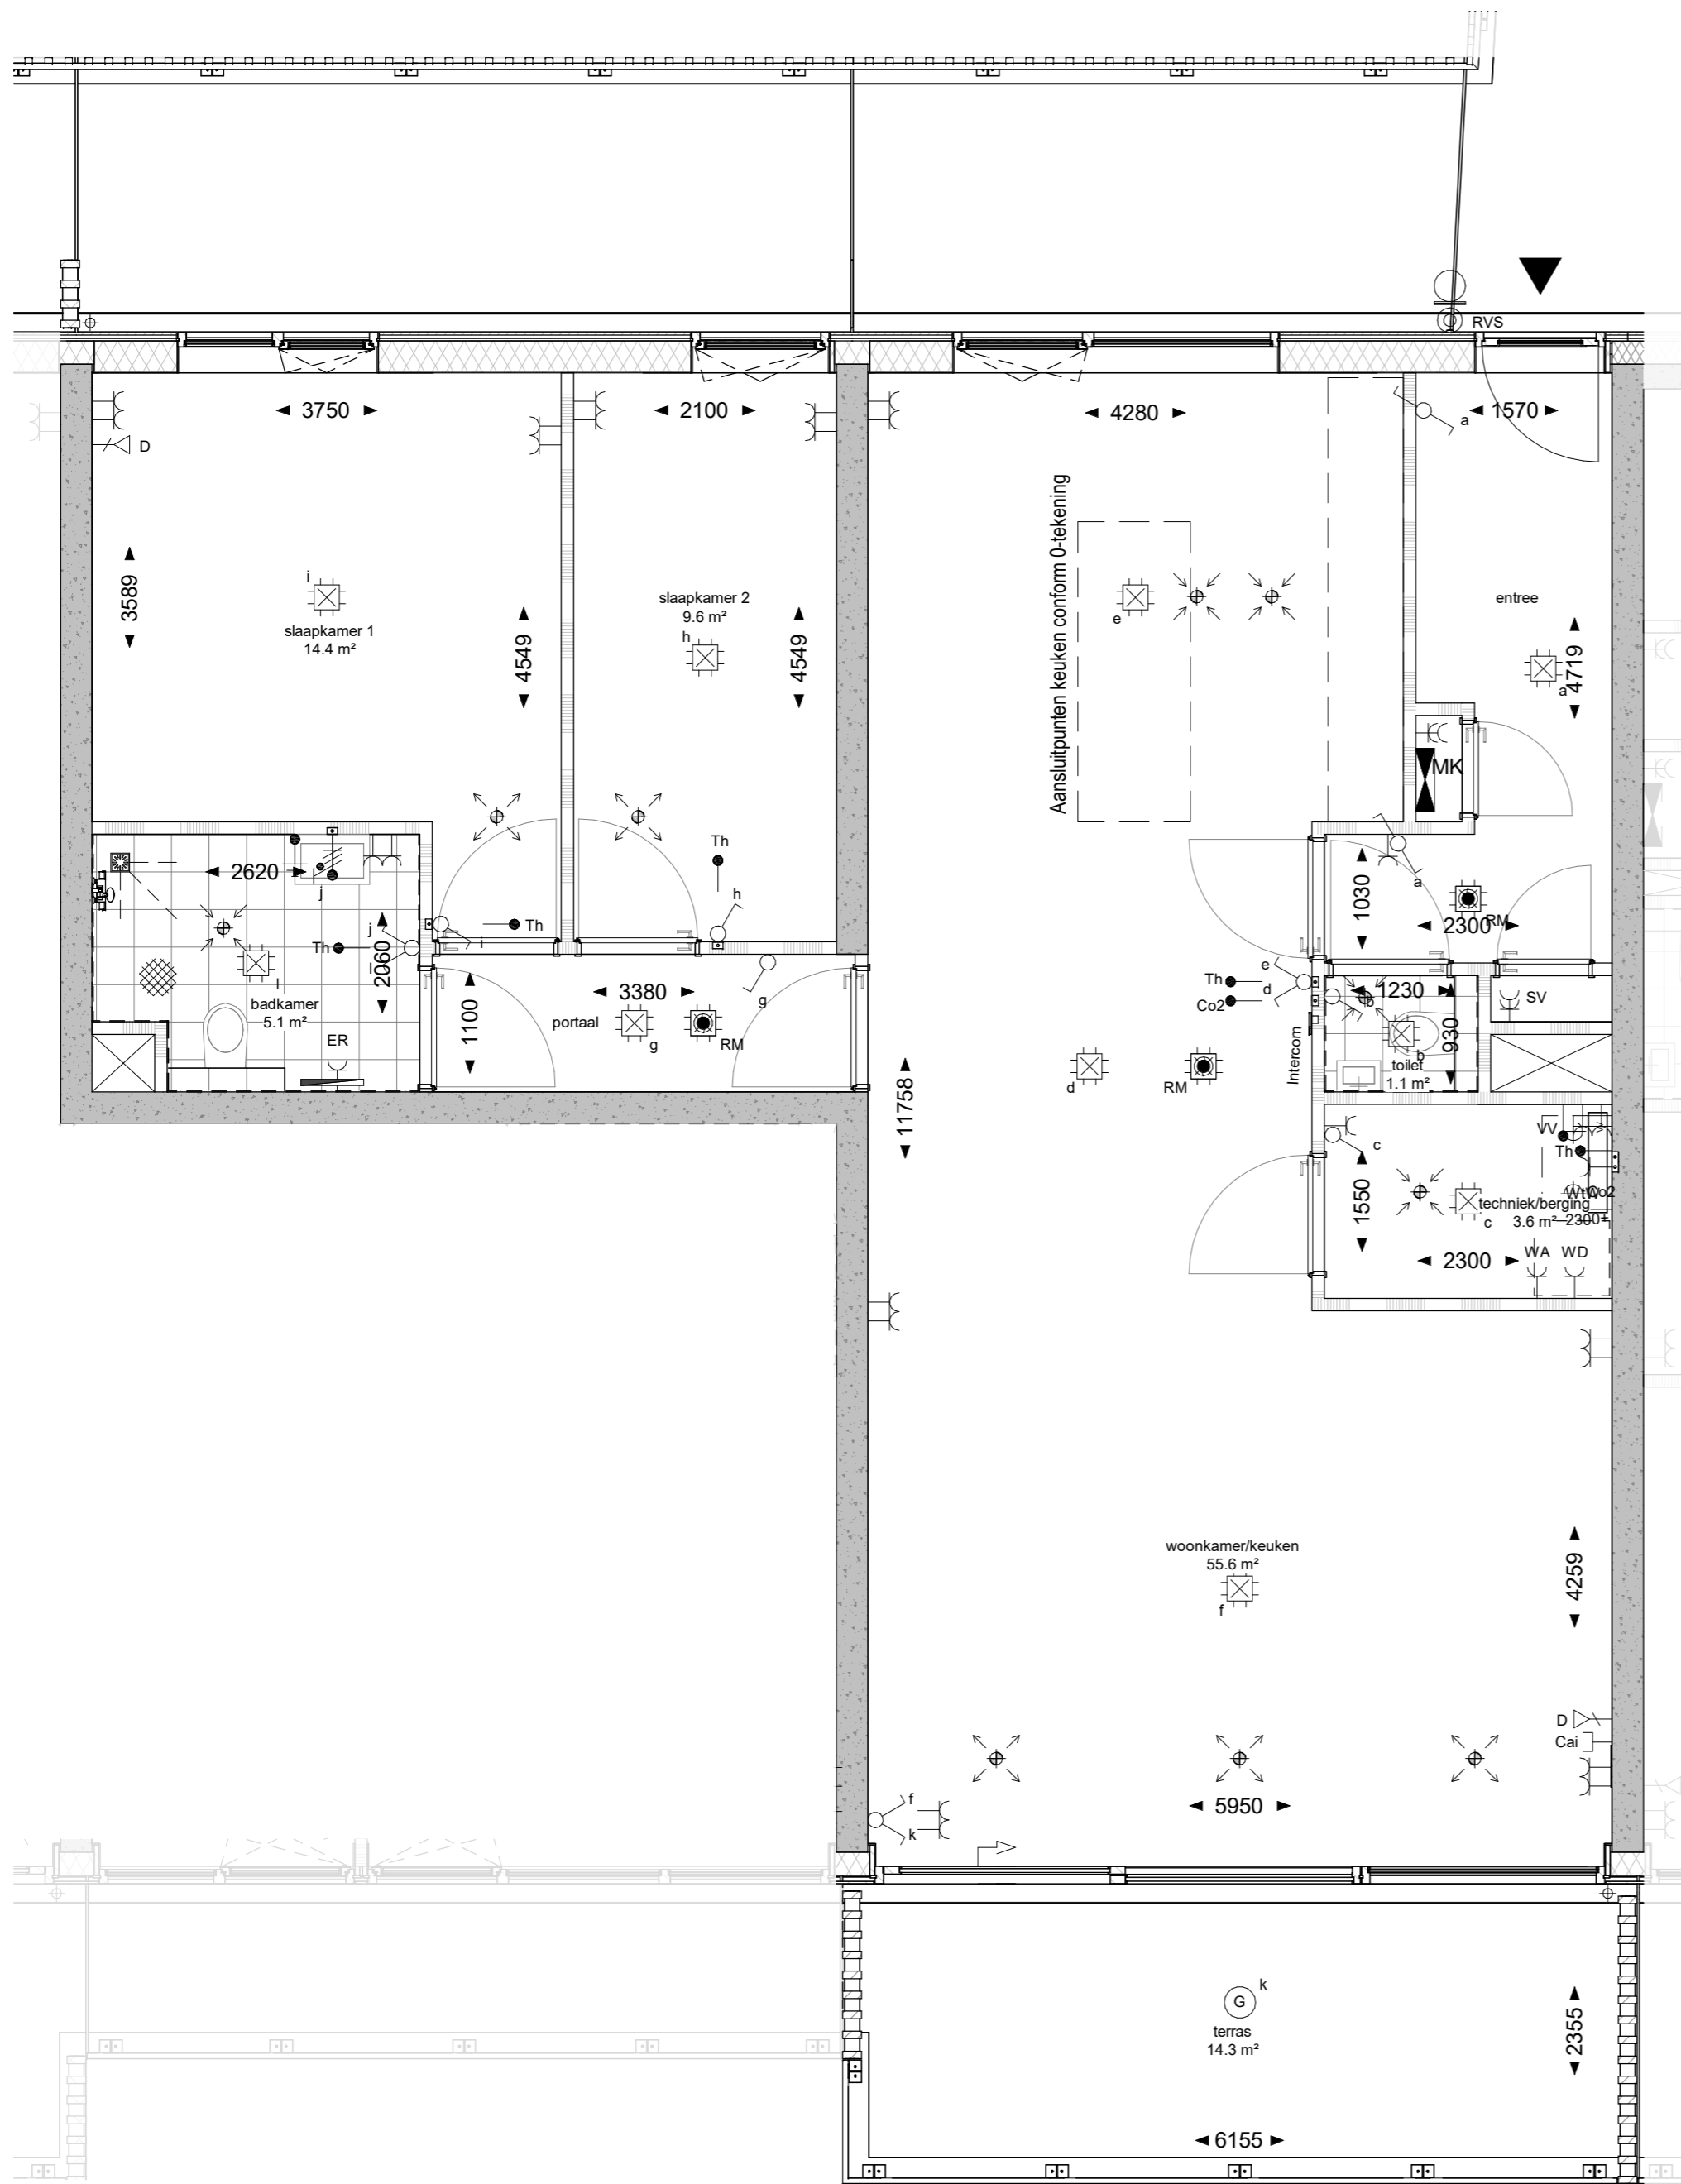 RVS
3750
2100
4280
1570
a
D
Aansluitpunten keuken conform 0-tekening
3589
i
slaapkamer 1
14.4 m²
4549
slaapkamer 2
9.6 m²
h
4549
e
entree
a
4719
MK
Th
h
2620
j
1030
a
RM
2300
j
Th
i
Th
2060
l
badkamer
5.1 m²
ER
1100
3380
portaal
g
g
RM
e
d
Th
Co2
1230
b
SV
930
b
toilet
1.1 m²
Intercom
d
RM
11758
c
VV
Th
1550
WtW
Co2
techniek/berging
c
3.6 m²
2300+
2300
WA
WD
woonkamer/keuken
55.6 m²
f
4259
D
Cai
5950
f
k
k
G
terras
14.3 m²
2355
6155